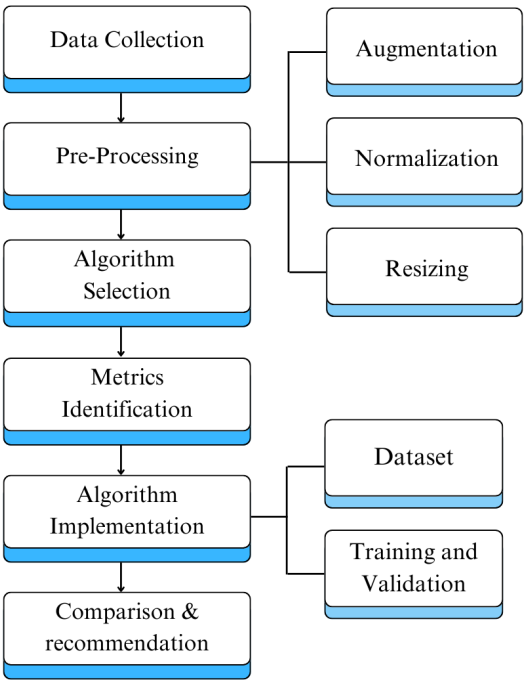 Data Collection
Augmentation
Pre-Processing
Normalization
Resizing
Algorithm
Selection
Metrics
Identification
Dataset
Algorithm
Implementation
Training and
Validation
Comparison &
recommendation